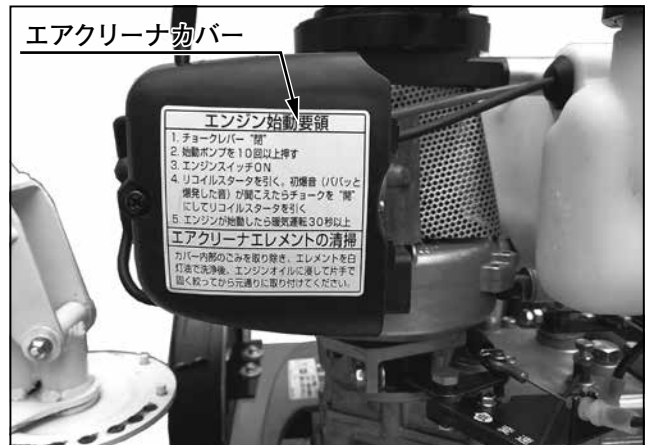 エアクリーナカバー
エンジン始動要領
1. チョークレバー “閉”
2. 始動ポンプを10回以上押す
3. エンジンスイッチON
4. リコイルスタータを引く。初爆音（ババッと
爆発した音）が聞こえたらチョークを “開”
にしてリコイルスタータを引く
5. エンジンが始動したら暖気運転30秒以上
エアクリーナエレメントの清掃
カバー内部のごみを取り除き、エレメントを白
灯油で洗浄後、エンジンオイルに浸して片手で
固く絞ってから元通りに取り付けてください。